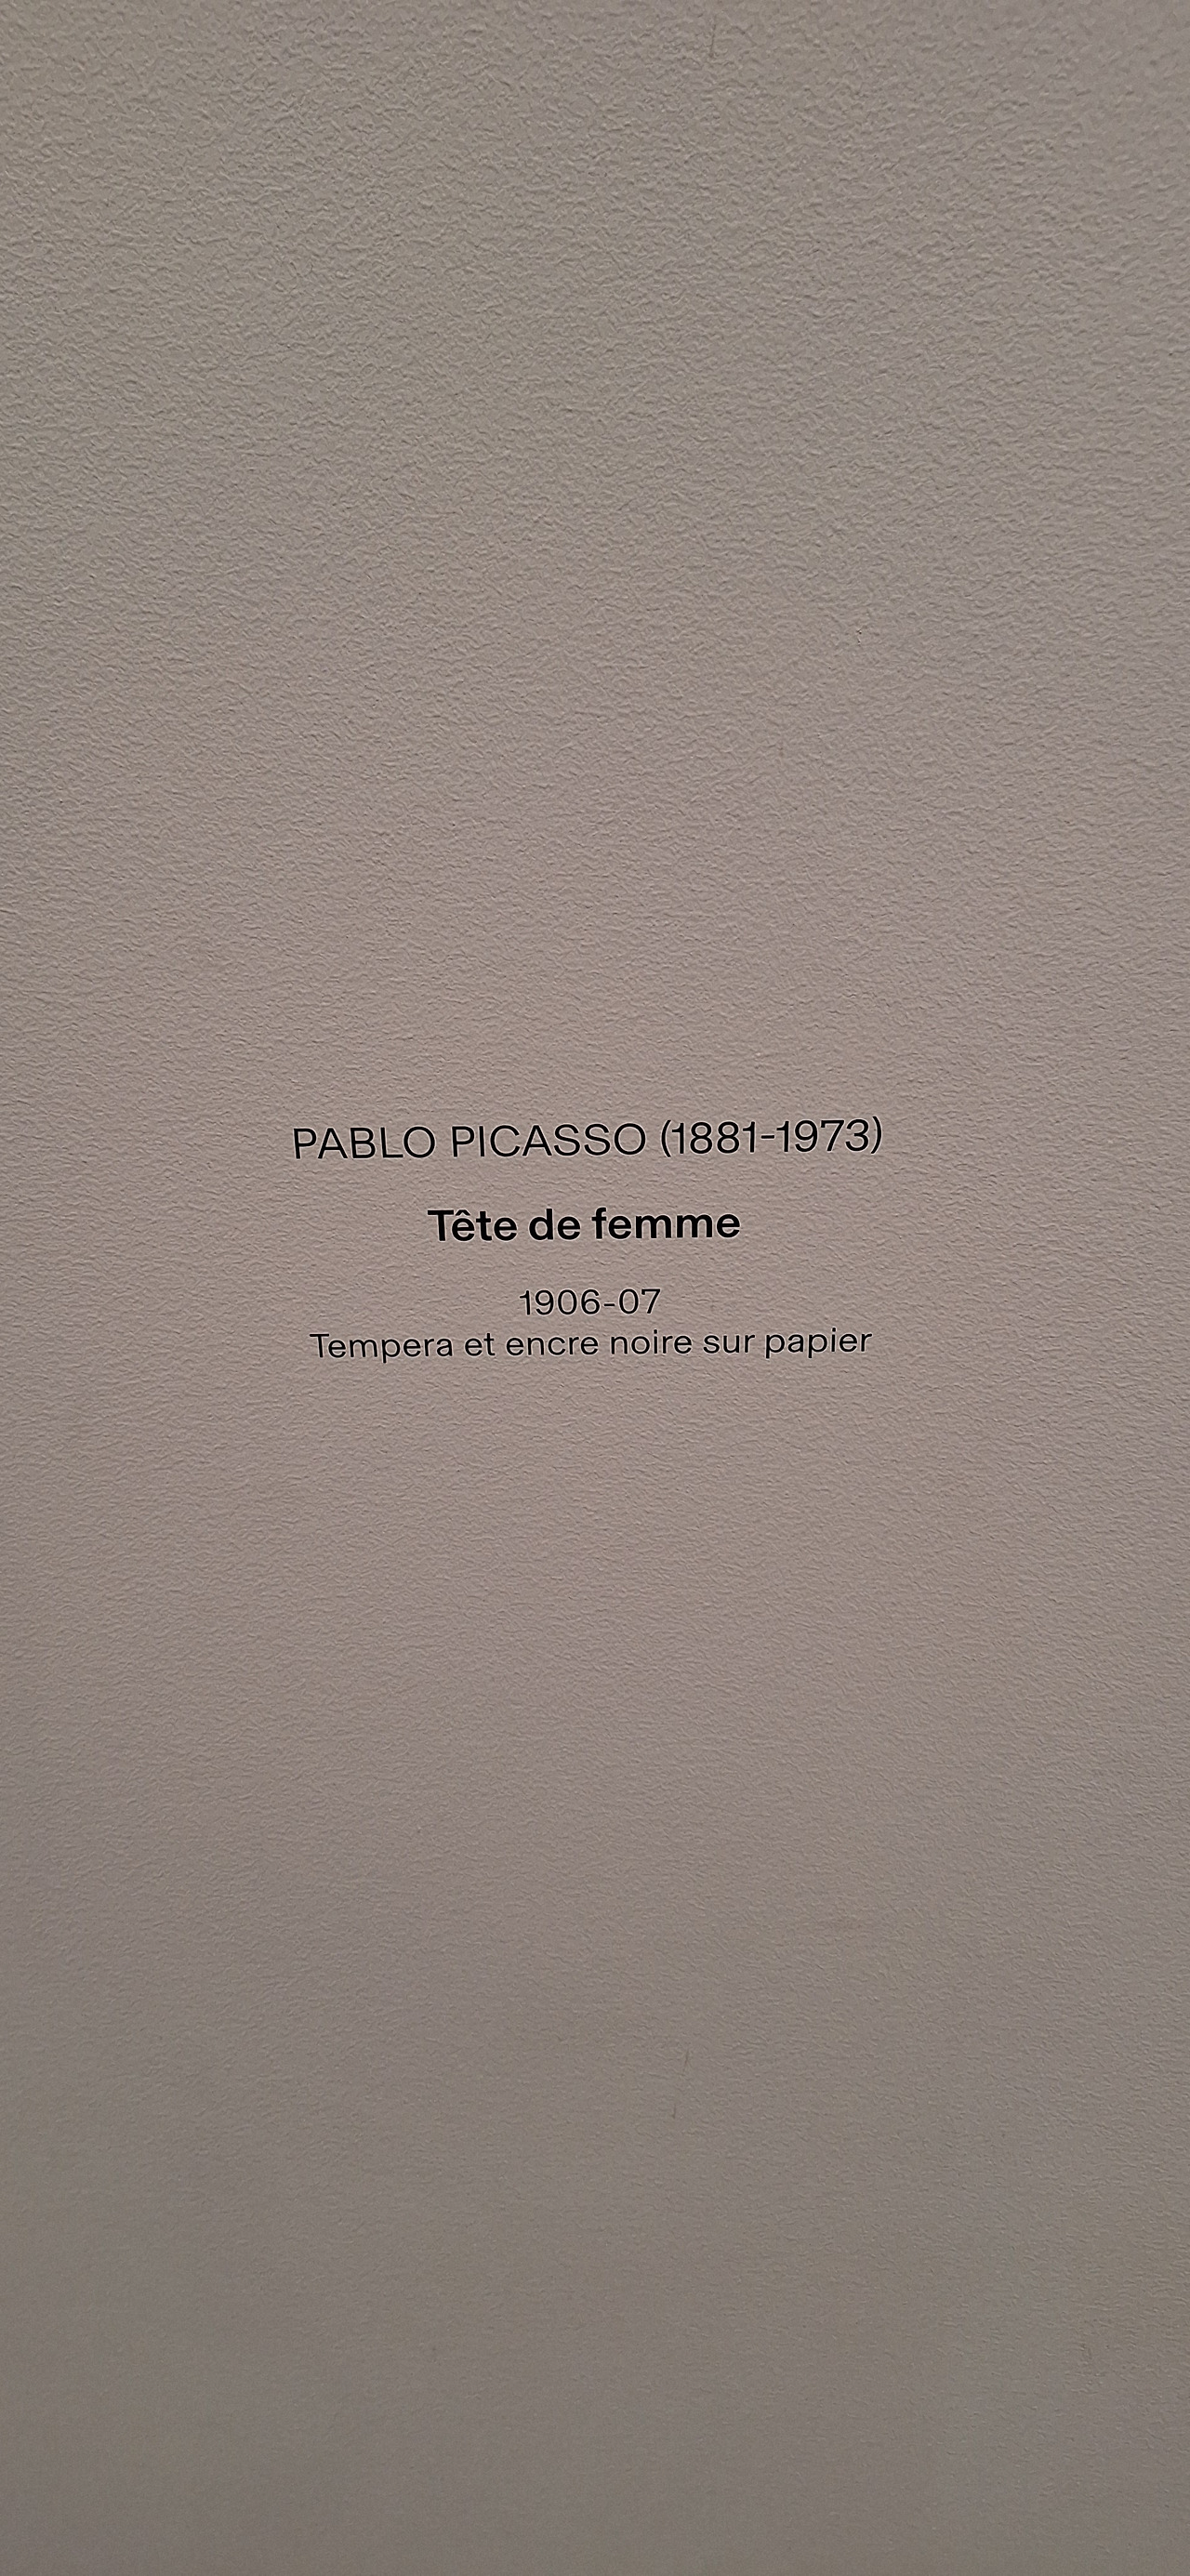 PABLO PICASSO (1881-1973)
Tête de femme
1906-07
Tempera et encre noire sur papier